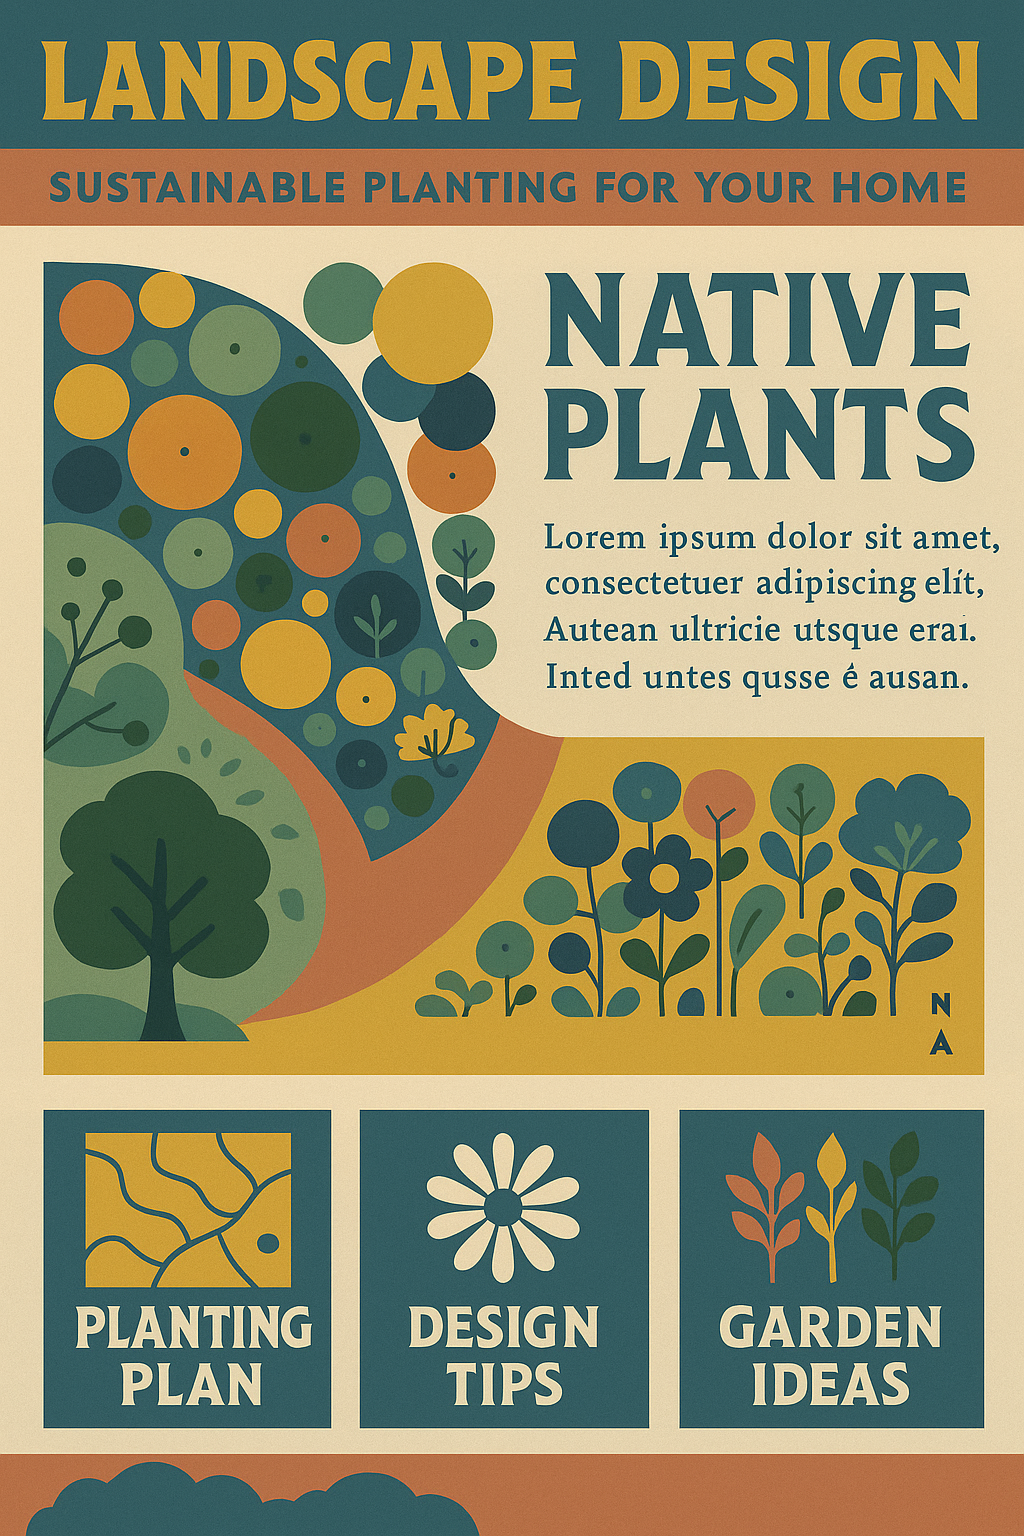 LANDSCAPE DESIGN
SUSTAINABLE PLANTING FOR YOUR HOME
NATIVE
PLANTS
Lorem ipsum dolor sit amet,
consectetuer adipiscing elít,
Autean ultricie utsque erai.
Inted untes qusse é ausan.
N
A
PLANTING
PLAN
DESIGN
TIPS
GARDEN
IDEAS